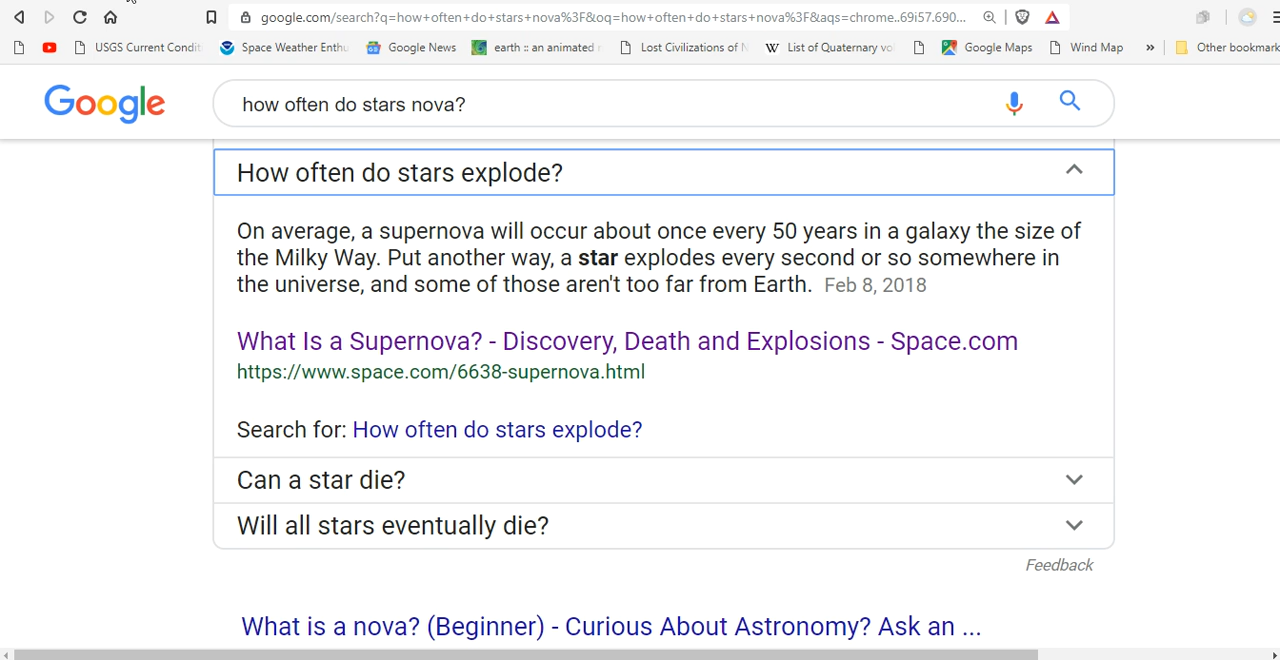 google.com/search?q=how+often+do+stars+nova%3F&oq=how+often+do+stars+nova%3F&aqs=chrome..69i57.690...
USGS Current Condit Space Weather Enthu Google News earth :: an animated Lost Civilizations of N W List of Quaternary vo Google Maps Wind Map » Other bookmark
Google how often do stars nova?
How often do stars explode?
On average, a supernova will occur about once every 50 years in a galaxy the size of
the Milky Way. Put another way, a star explodes every second or so somewhere in
the universe, and some of those aren't too far from Earth. Feb 8, 2018
What Is a Supernova? - Discovery, Death and Explosions - Space.com
https://www.space.com/6638-supernova.html
Search for: How often do stars explode?
Can a star die?
Will all stars eventually die?
Feedback
What is a nova? (Beginner) - Curious About Astronomy? Ask an ...